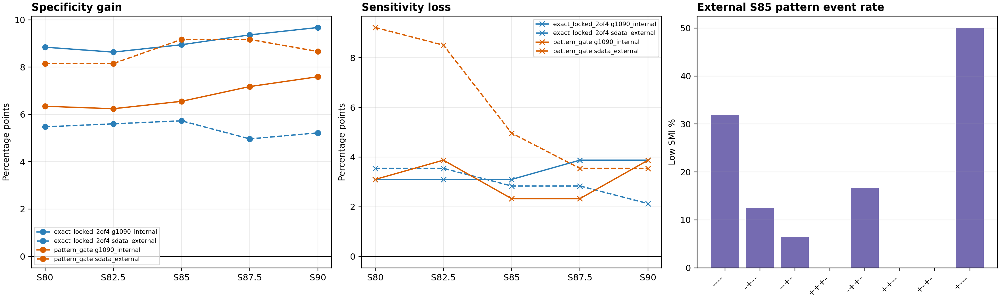 Specificity gain
Percentage points
10
8
6
4
2
0
S80 S82.5 S85 S87.5 S90
exact_locked_2of4 g1090_internal
exact_locked_2of4 sdata_external
pattern_gate g1090_internal
pattern_gate sdata_external
Sensitivity loss
Percentage points
8
6
4
2
0
S80 S82.5 S85 S87.5 S90
exact_locked_2of4 g1090_internal
exact_locked_2of4 sdata_external
pattern_gate g1090_internal
pattern_gate sdata_external
External S85 pattern event rate
Low SMI %
50
40
30
20
10
0
---- -+-- --+- +++- -++- ++-- +-+- +---